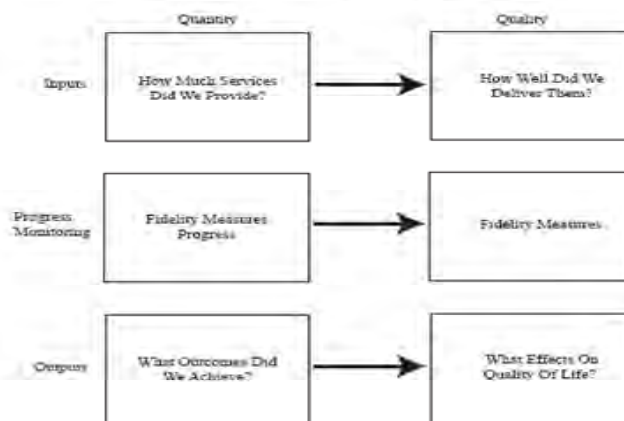 Quantity
Quality
Inputs
How Much Services
Did We Provide?
How Well Did We
Deliver Them?
Progress
Monitoring
Fidelity Measures
Progress
Fidelity Measures
Outputs
What Outcomes Did
We Achieve?
What Effects On
Quality Of Life?